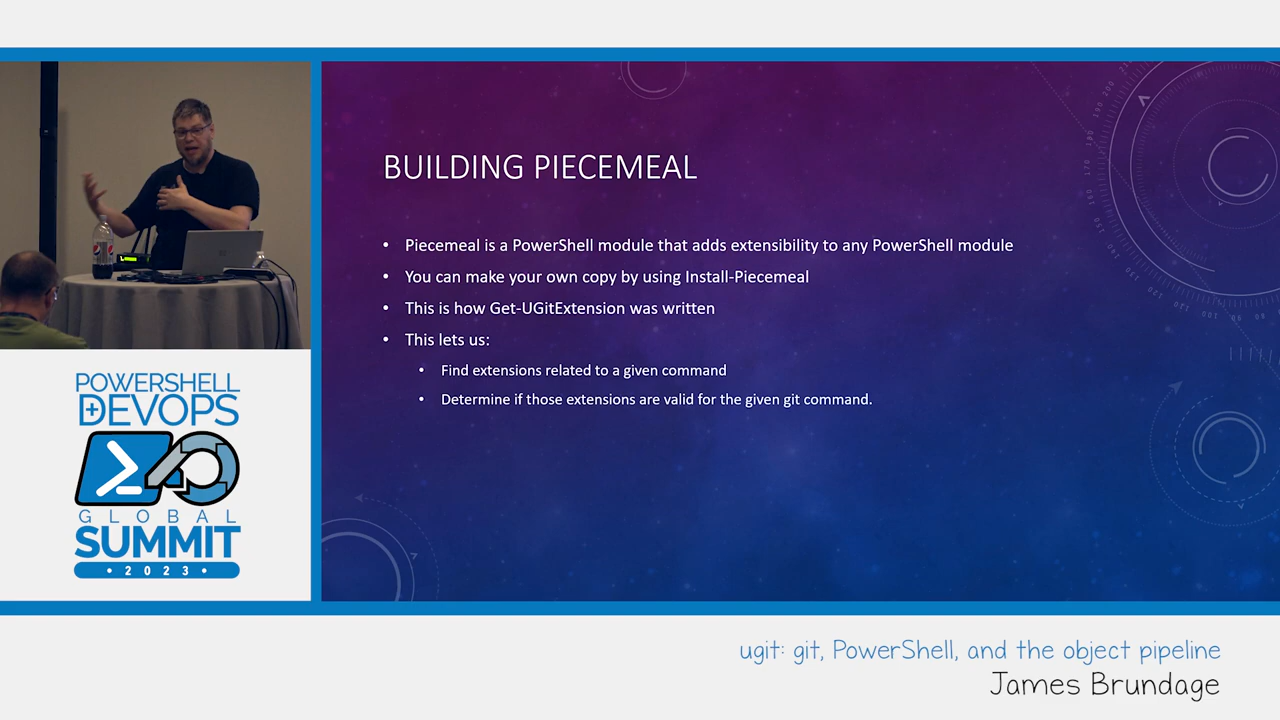 BUILDING PIECEMEAL
• Piecemeal is a PowerShell module that adds extensibility to any PowerShell module
• You can make your own copy by using Install-Piecemeal
• This is how Get-UGitExtension was written
• This lets us:
• Find extensions related to a given command
• Determine if those extensions are valid for the given git command.
POWERSHELL
+ DEVOPS
GLOBAL
SUMMIT
• 2023 •
ugit: git, PowerShell, and the object pipeline
James Brundage